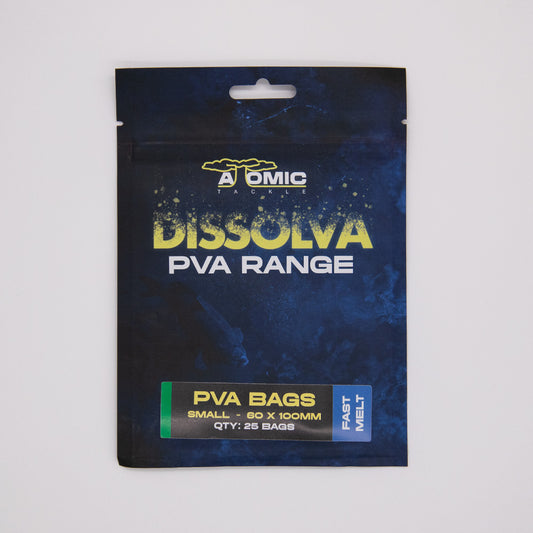 ATOMIC
TACKLE
DISSOLVA
PVA RANGE
PVA BAGS
SMALL - 60 X 100MM
QTY: 25 BAGS
FAST
MELT